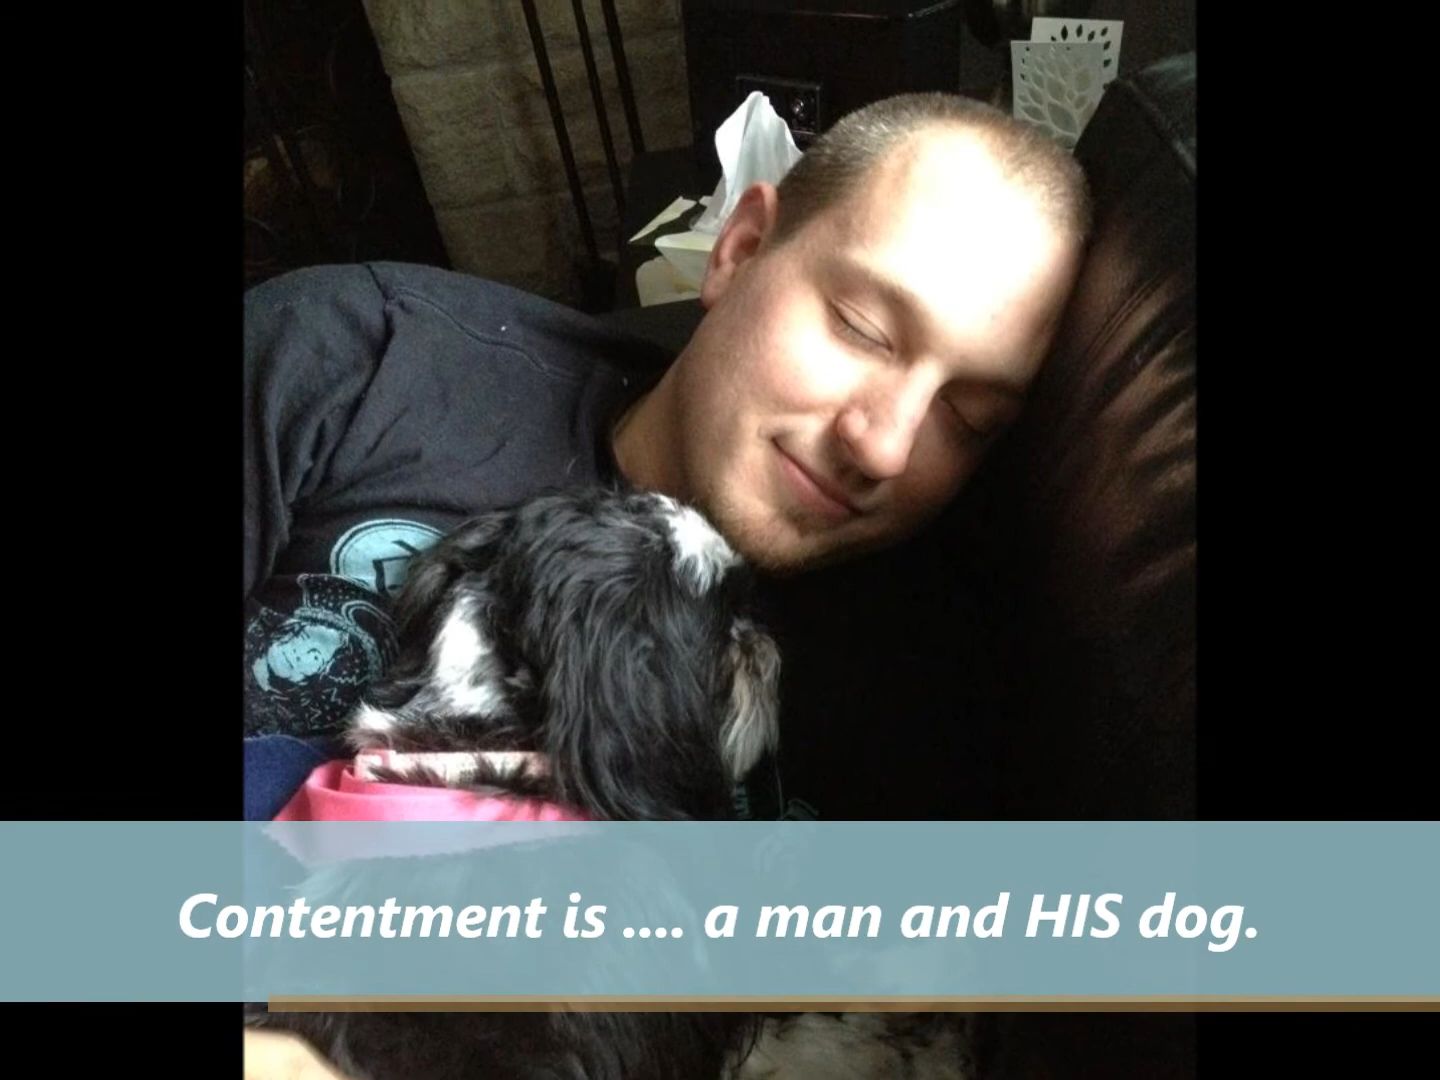 Contentment is .... a man and HIS dog.